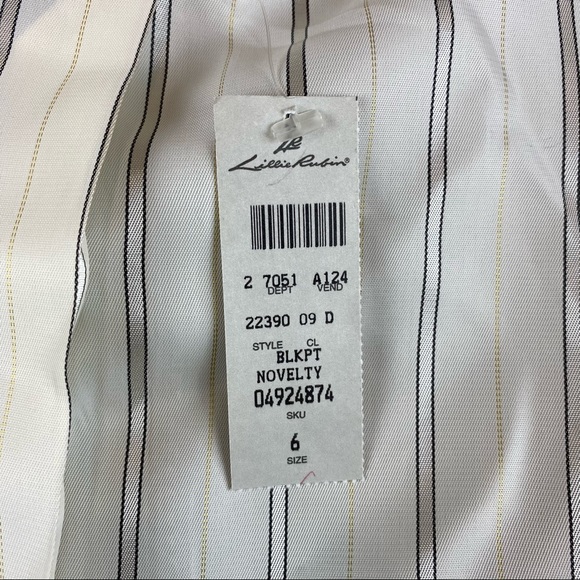 LR
Lillie Rubin®
2 7051 A124
DEPT VEND
22390 09 D
STYLE CL
BLKPT
NOVELTY
04924874
SKU
6
SIZE